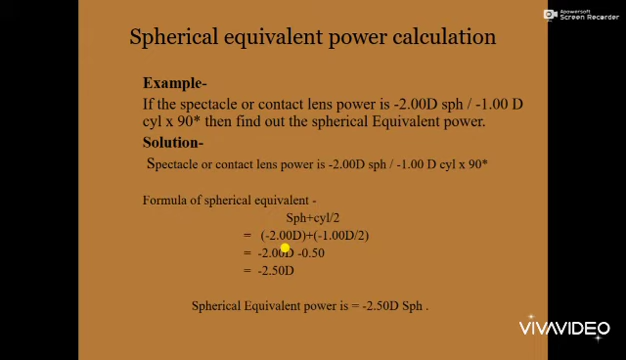 Apowersoft
Screen Recorder
Spherical equivalent power calculation
Example-
If the spectacle or contact lens power is -2.00D sph / -1.00 D
cyl x 90* then find out the spherical Equivalent power.
Solution-
Spectacle or contact lens power is -2.00D sph / -1.00 D cyl x 90*
Formula of spherical equivalent -
Sph+cyl/2
= (-2.00D)+(-1.00D/2)
= -2.00D -0.50
= -2.50D
Spherical Equivalent power is = -2.50D Sph .
VIVAVIDEO